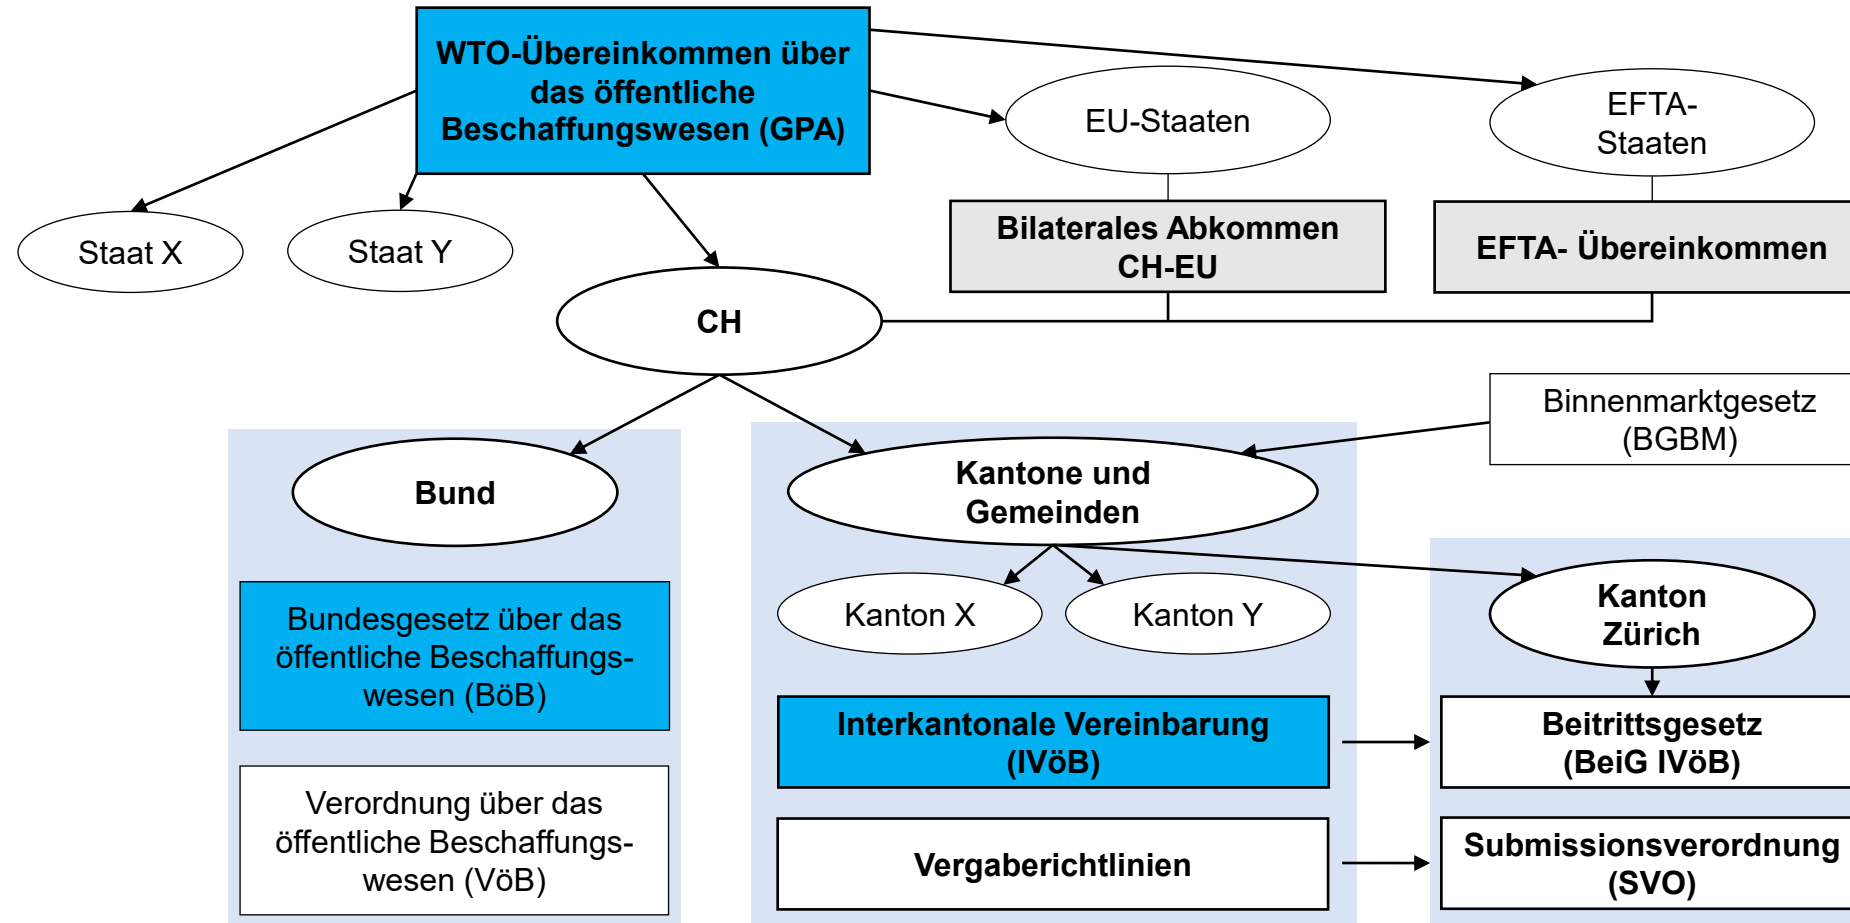 WTO-Übereinkommen über
das öffentliche
Beschaffungswesen (GPA)
EU-Staaten
EFTA-
Staaten
Staat X
Staat Y
Bilaterales Abkommen
CH-EU
EFTA- Übereinkommen
CH
Binnenmarktgesetz
(BGBM)
Bund
Kantone und
Gemeinden
Bundesgesetz über das
öffentliche Beschaffungs-
wesen (BöB)
Kanton X
Kanton Y
Kanton
Zürich
Interkantonale Vereinbarung
(IVöB)
Beitrittsgesetz
(BeiG IVöB)
Verordnung über das
öffentliche Beschaffungs-
wesen (VöB)
Vergaberichtlinien
Submissionsverordnung
(SVO)